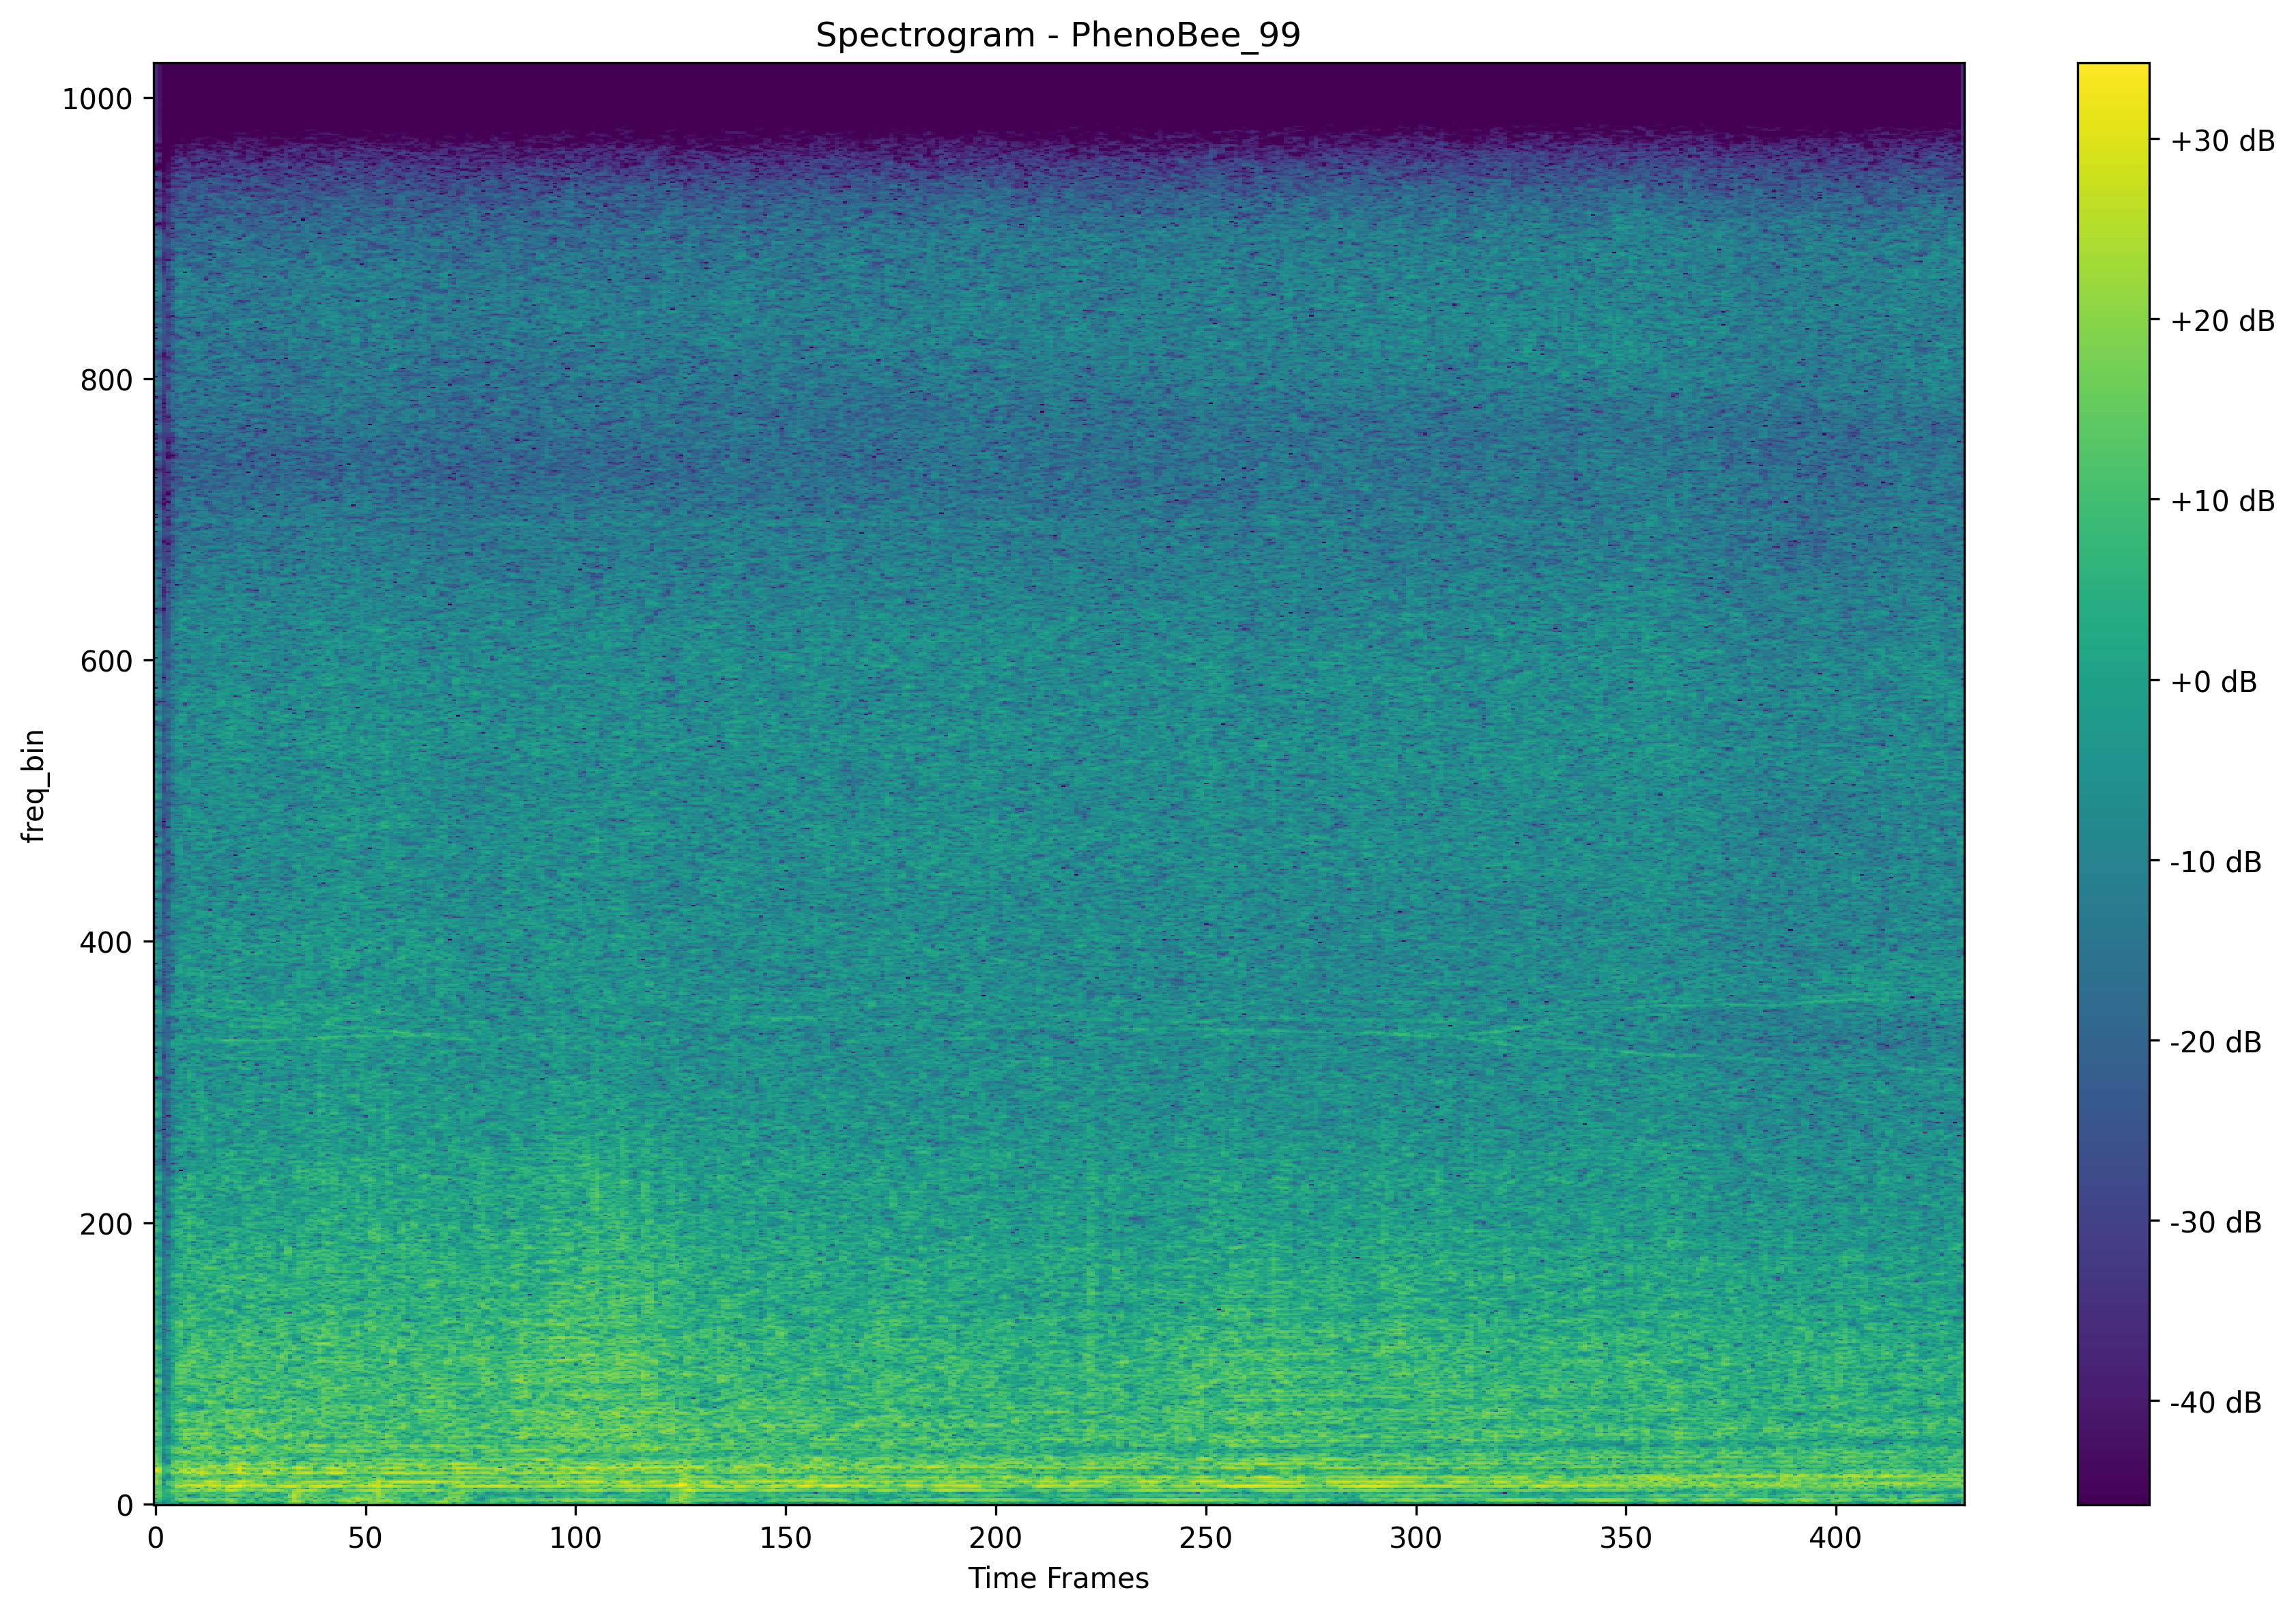 Spectrogram - PhenoBee_99
1000
800
600
400
200
0
freq_bin
0 50 100 150 200 250 300 350 400
Time Frames
+30 dB
+20 dB
+10 dB
+0 dB
-10 dB
-20 dB
-30 dB
-40 dB